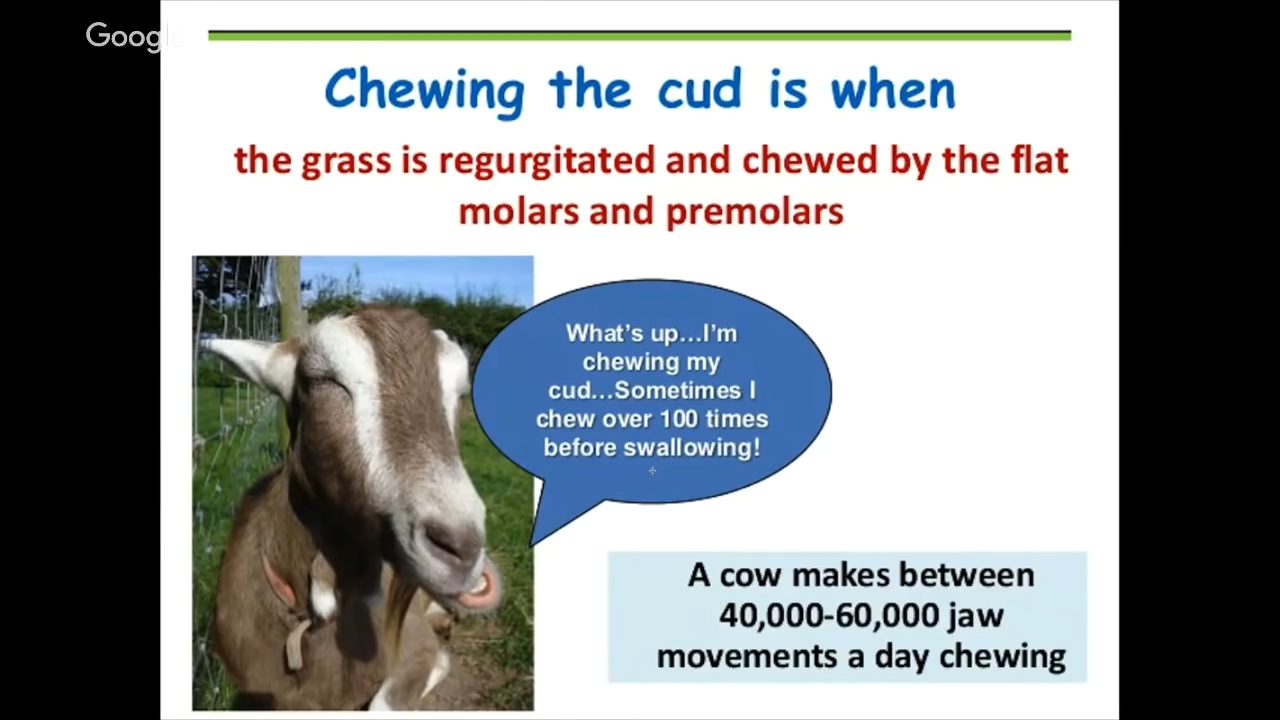 Google
Chewing the cud is when
the grass is regurgitated and chewed by the flat
molars and premolars
What's up…I'm
chewing my
cud…Sometimes I
chew over 100 times
before swallowing!
A cow makes between
40,000-60,000 jaw
movements a day chewing